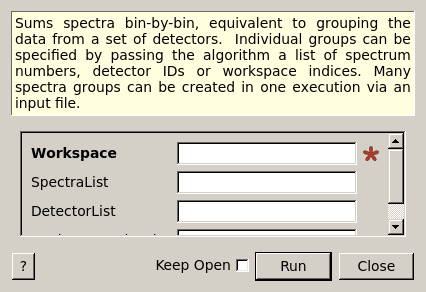 Sums spectra bin-by-bin, equivalent to grouping the
data from a set of detectors. Individual groups can be
specified by passing the algorithm a list of spectrum
numbers, detector IDs or workspace indices. Many
spectra groups can be created in one execution via an
input file.
Workspace
SpectraList
DetectorList
?
Keep Open
Run
Close